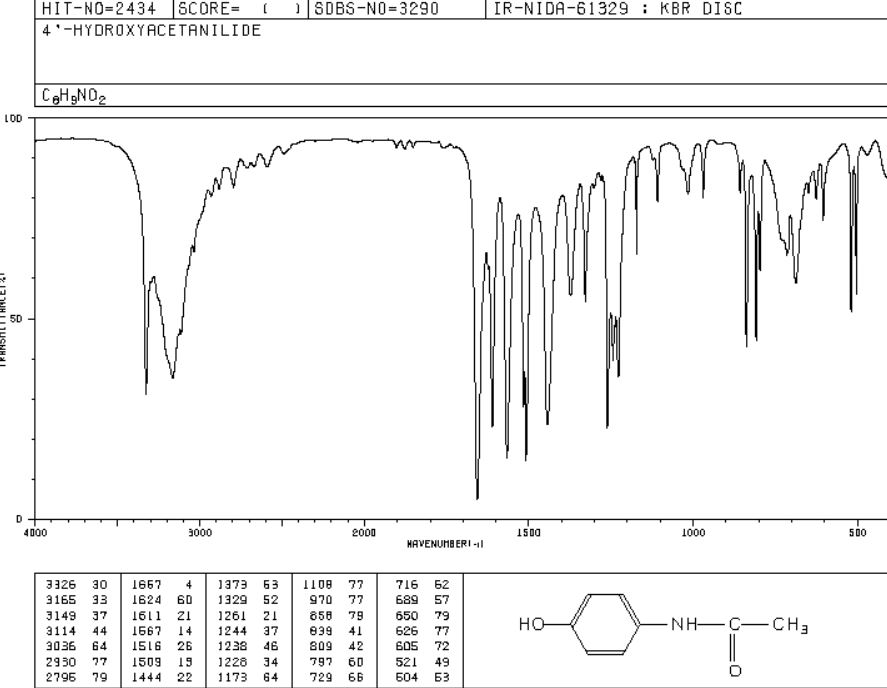 HIT-NO=2434 |SCORE= ( )|SDBS-NO=3290 |IR-NIDA-61329 : KBR DISC
4'-HYDROXYACETANILIDE
C8H9NO2
100
50
0
TRANSMITTANCE(%)
4000 3000 2000 1500 1000 500
WAVENUMBER(-1)
3326 30 1657 4 1373 53 1108 77 716 62
3165 33 1624 60 1329 52 970 77 689 57
3149 37 1611 21 1261 21 858 79 650 79
3114 44 1567 14 1244 37 839 41 626 77
3036 64 1516 26 1238 46 809 42 605 72
2930 77 1509 13 1228 34 797 60 521 49
2796 79 1444 22 1173 64 729 66 504 53
HO NH C CH3
O